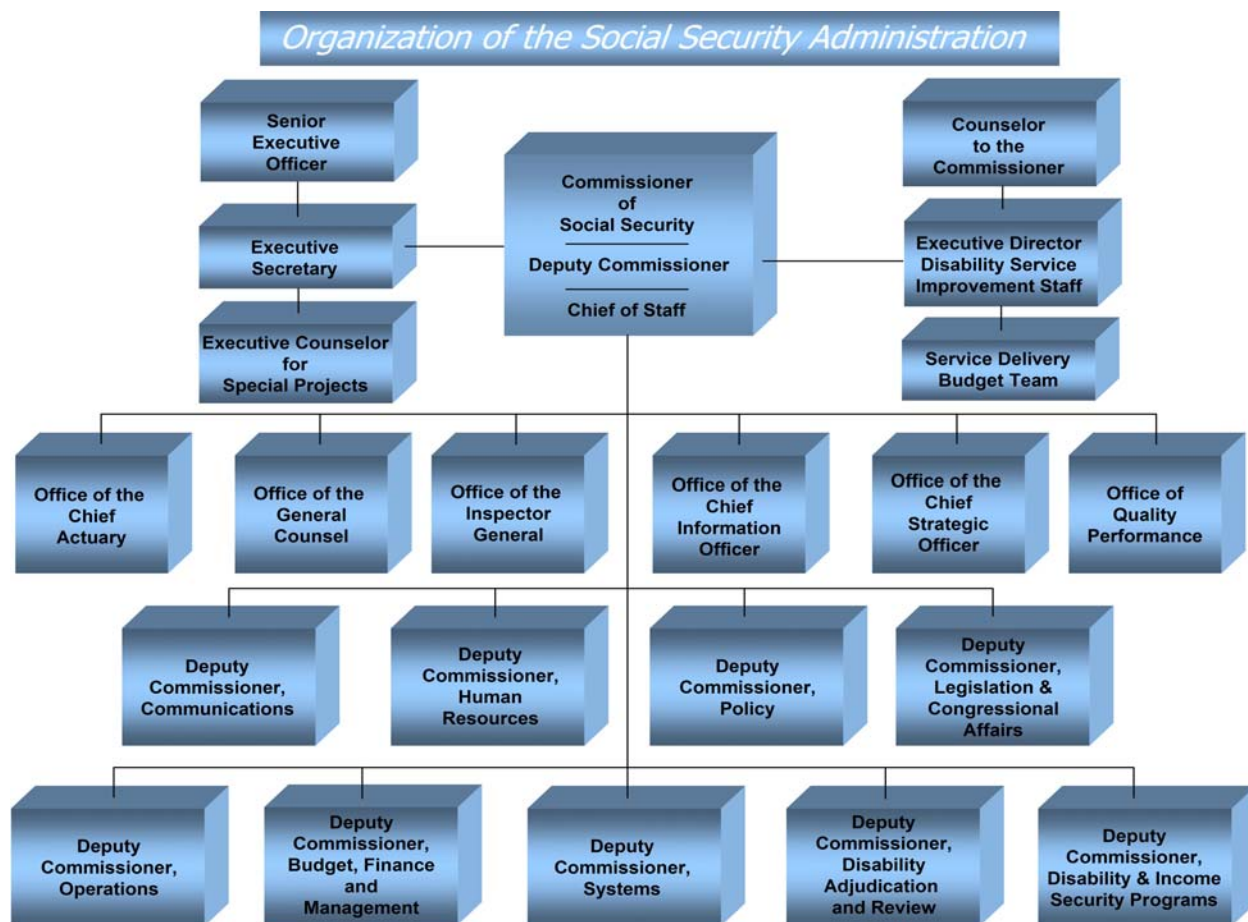 Organization of the Social Security Administration
Senior
Executive
Officer
Executive
Secretary
Executive Counselor
for
Special Projects
Commissioner
of
Social Security
Deputy Commissioner
Chief of Staff
Counselor
to the
Commissioner
Executive Director
Disability Service
Improvement Staff
Service Delivery
Budget Team
Office of the
Chief
Actuary
Office of the
General
Counsel
Office of the
Inspector
General
Office of the
Chief
Information
Officer
Office of the
Chief
Strategic
Officer
Office of
Quality
Performance
Deputy
Commissioner,
Communications
Deputy
Commissioner,
Human
Resources
Deputy
Commissioner,
Policy
Deputy
Commissioner,
Legislation &
Congressional
Affairs
Deputy
Commissioner,
Operations
Deputy
Commissioner,
Budget, Finance
and
Management
Deputy
Commissioner,
Systems
Deputy
Commissioner,
Disability
Adjudication
and Review
Deputy
Commissioner,
Disability & Income
Security Programs